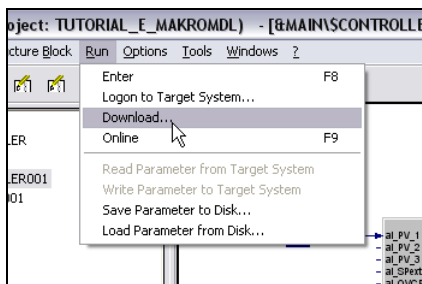 oject: TUTORIAL_E_MAKROMDL) - [&MAIN\$CONTROLLE
cture Block Run Options Tools Windows ?
Enter F8
Logon to Target System...
Download...
LER Online F9
LER001 Read Parameter from Target System
001 Write Parameter to Target System
Save Parameter to Disk...
Load Parameter from Disk...
al_PV_1
al_PV_2
al_PV_3
al_SPext